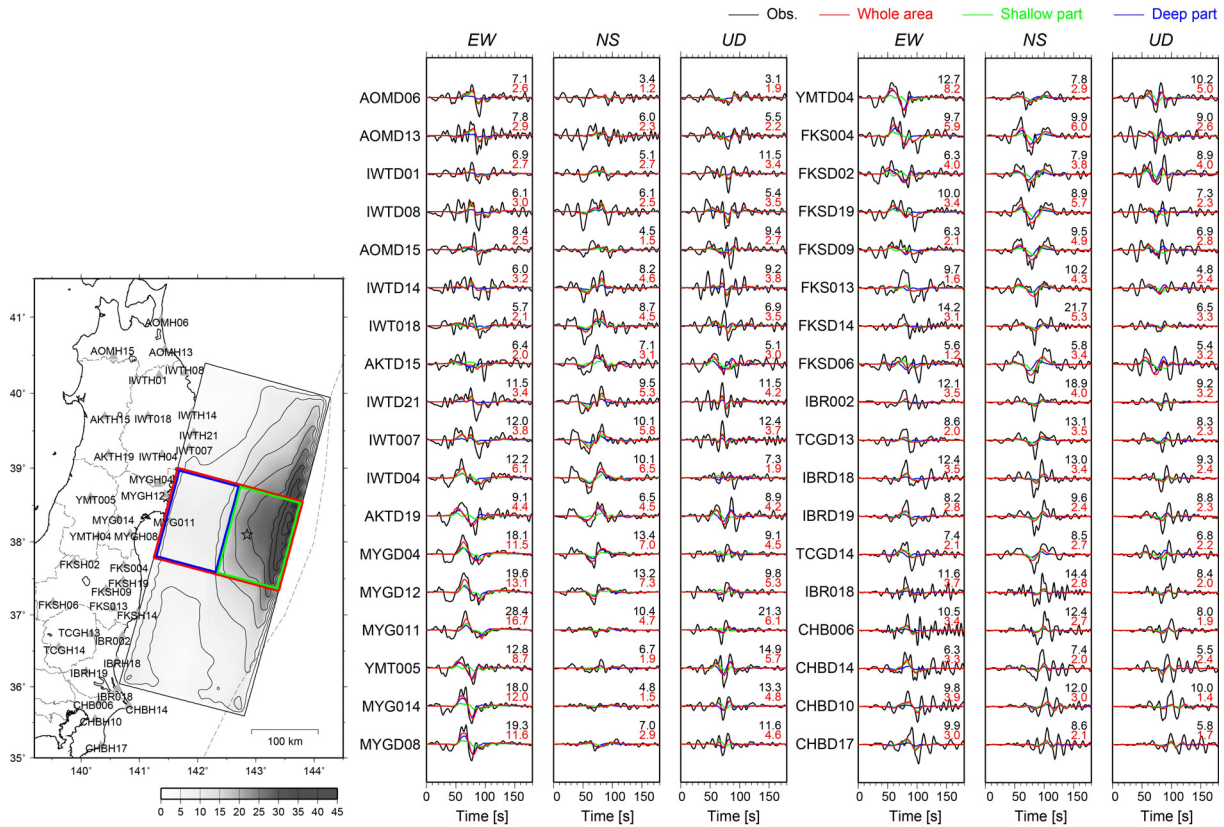 Obs. Whole area Shallow part Deep part
EW NS UD EW NS UD
AOMD06 7.1 2.6 3.4 1.2 3.1 1.9
YMTD04 12.7 8.2 7.8 2.9 10.2 5.0
AOMD13 7.8 2.9 6.0 2.3 5.5 2.2
FKS004 9.7 5.9 9.9 6.0 9.0 2.6
IWTD01 6.9 2.7 5.1 2.7 11.5 3.4
FKSD02 6.3 4.0 7.9 3.8 8.9 4.0
IWTD08 6.1 3.0 6.1 2.5 5.4 3.5
FKSD19 10.0 3.4 8.9 5.7 7.3 2.3
AOMD15 8.4 2.5 4.5 1.5 9.4 2.7
FKSD09 6.3 2.1 9.5 4.9 6.9 2.8
IWTD14 6.0 3.2 8.2 4.6 9.2 3.8
FKS013 9.7 1.6 10.2 4.3 4.8 2.4
IWT018 5.7 2.1 8.7 4.5 6.9 3.5
FKSD14 14.2 3.1 21.7 5.3 6.5 3.3
AKTD15 6.4 2.0 7.1 3.1 5.1 3.0
FKSD06 5.6 1.2 5.8 3.4 5.4 3.2
IWTD21 11.5 3.4 9.5 5.3 11.5 4.2
IBR002 12.1 3.5 18.9 4.0 9.2 3.2
IWT007 12.0 3.8 10.1 5.8 12.4 3.7
TCGD13 8.6 2.0 13.1 3.5 8.3 2.3
IWTD04 12.2 6.1 10.1 6.5 7.3 1.9
IBRD18 12.4 3.5 13.0 3.4 9.3 2.4
AKTD19 9.1 4.4 6.5 4.5 8.9 4.2
IBRD19 8.2 2.8 9.6 2.4 8.8 2.3
MYGD04 18.1 11.5 13.4 7.0 9.1 4.5
TCGD14 7.4 2.1 8.5 2.7 6.8 2.2
MYGD12 19.6 13.1 13.2 7.3 9.8 5.3
IBR018 11.6 3.7 14.4 2.8 8.4 2.0
MYG011 28.4 16.7 10.4 4.7 21.3 6.1
CHB006 10.5 3.4 12.4 2.7 8.0 1.9
YMT005 12.8 8.7 6.7 1.9 14.9 5.7
CHBD14 6.3 3.3 7.4 2.0 5.5 2.4
MYG014 18.0 12.0 4.8 1.5 13.3 4.8
CHBD10 9.8 3.9 12.0 3.0 10.0 1.4
MYGD08 19.3 11.6 7.0 2.9 11.6 4.6
CHBD17 9.9 3.0 8.6 2.1 5.8 1.7
0 50 100 150 0 50 100 150 0 50 100 150 0 50 100 150 0 50 100 150 0 50 100 150
Time [s] Time [s] Time [s] Time [s] Time [s] Time [s]
41°
AOMH06
AOMH15 AOMH13
IWTH08
IWTH01
40°
AKTH15 IWT018 IWTH14
IWTH21
AKTH19 IWTH04 IWT007
39°
MYGH04
YMT005 MYGH12
MYG014 MYG011
38°
YMTH04 MYGH08
FKSH02 FKS004
FKSH19
FKSH09
FKSH06 FKS013
37°
FKSH14
TCGH13 IBR002
TCGH14
IBRH18
IBRH19
36°
IBR018
CHB006 CHBH14
CHBH10
CHBH17
35°
100 km
140° 141° 142° 143° 144°
0 5 10 15 20 25 30 35 40 45